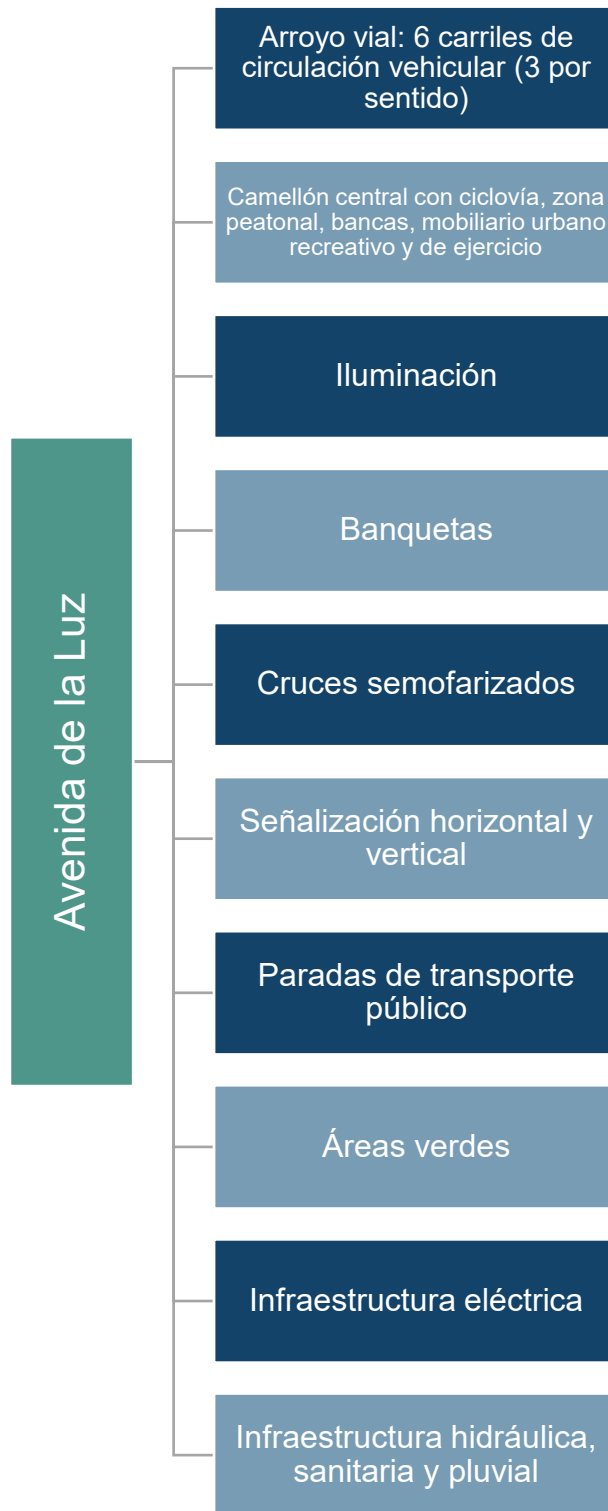 Arroyo vial: 6 carriles de
circulación vehicular (3 por
sentido)
Camellón central con ciclovía, zona
peatonal, bancas, mobiliario urbano
recreativo y de ejercicio
Iluminación
Banquetas
Avenida de la Luz
Cruces semofarizados
Señalización horizontal y
vertical
Paradas de transporte
público
Áreas verdes
Infraestructura eléctrica
Infraestructura hidráulica,
sanitaria y pluvial